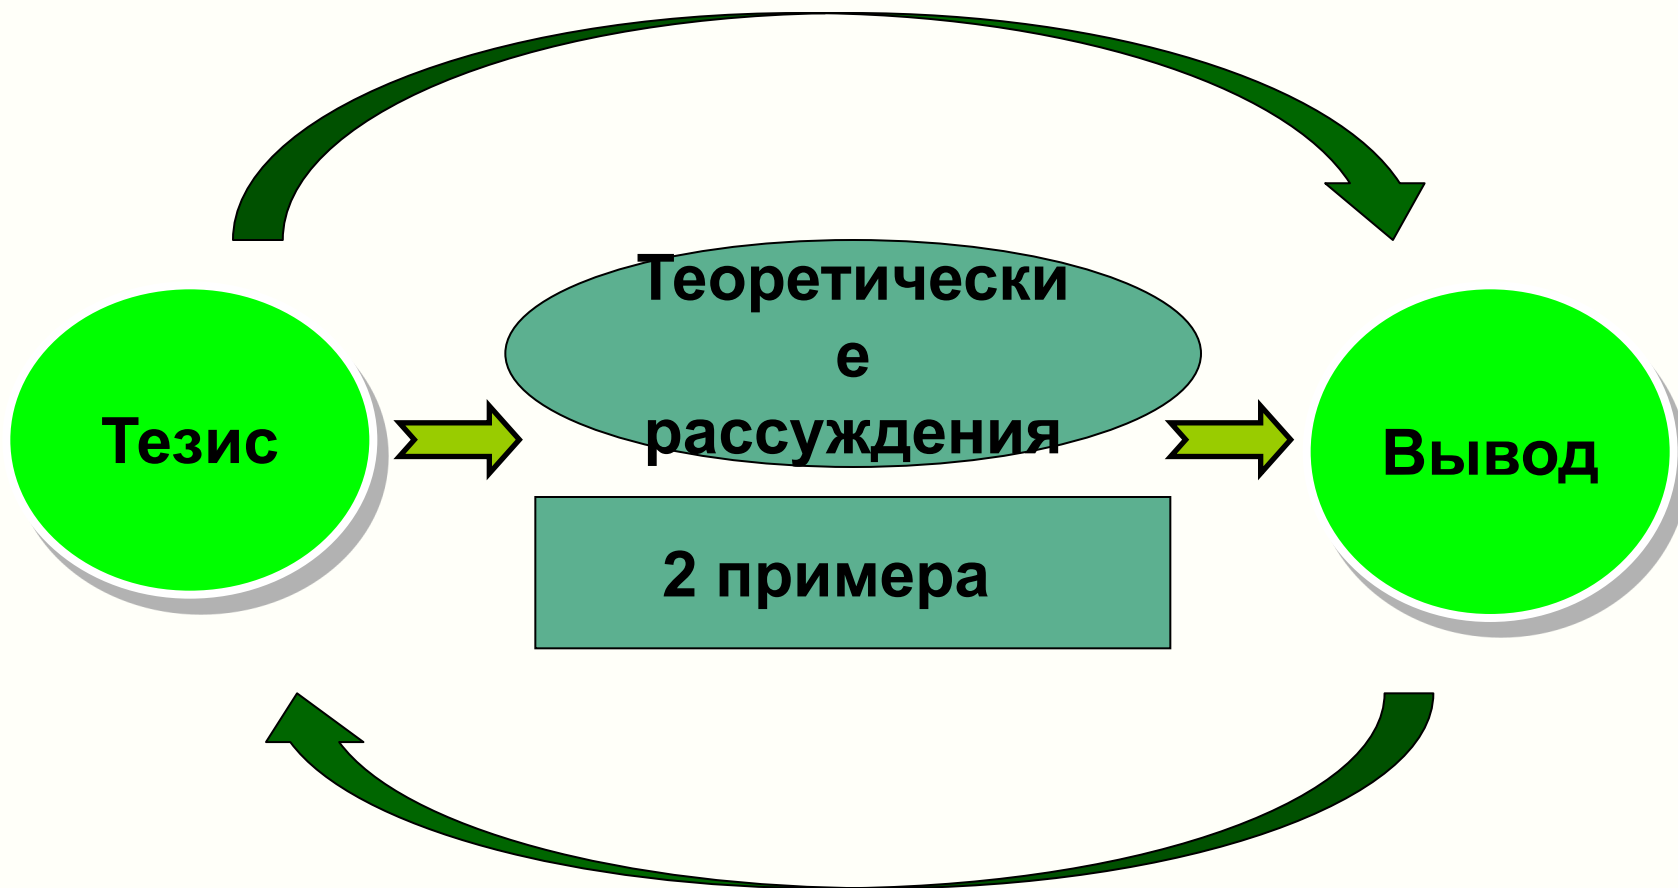 Теоретически
е
рассуждения
Тезис
Вывод
2 примера